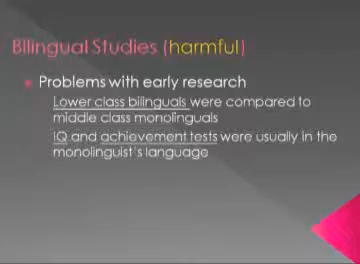 Bilingual Studies (harmful)
Problems with early research
Lower class bilinguals were compared to
middle class monolinguals
IQ and achievement tests were usually in the
monolinguist's language